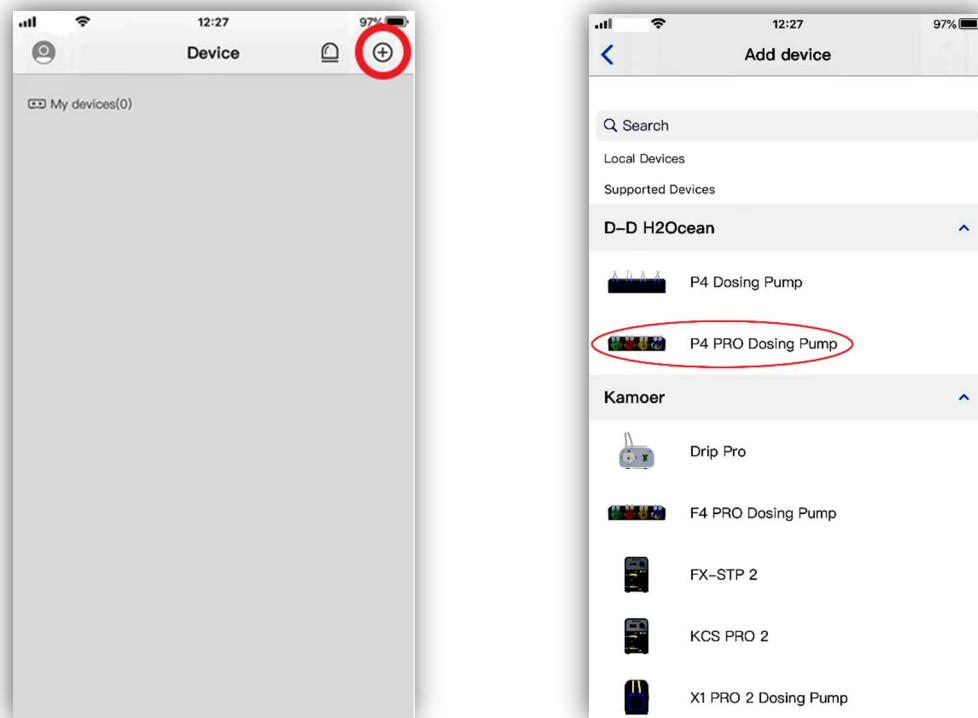 12:27
97%
Device
My devices(0)
12:27
97%
Add device
Search
Local Devices
Supported Devices
D–D H2Ocean
P4 Dosing Pump
P4 PRO Dosing Pump
Kamoer
Drip Pro
F4 PRO Dosing Pump
FX–STP 2
KCS PRO 2
X1 PRO 2 Dosing Pump